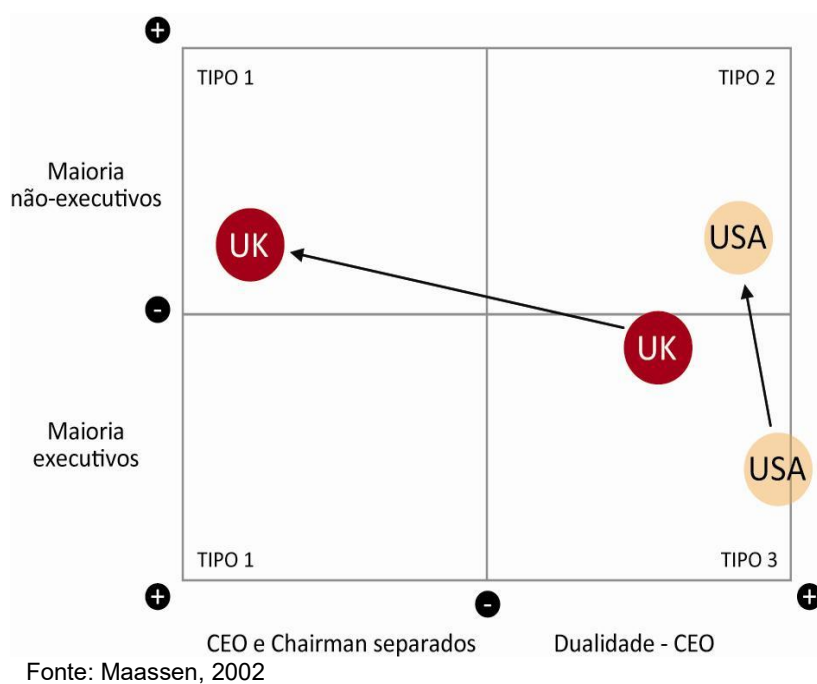 +
TIPO 1
TIPO 2
Maioria
não-executivos
UK
USA
-
UK
Maioria
executivos
USA
TIPO 1
TIPO 3
+
-
+
CEO e Chairman separados
Dualidade - CEO
Fonte: Maassen, 2002